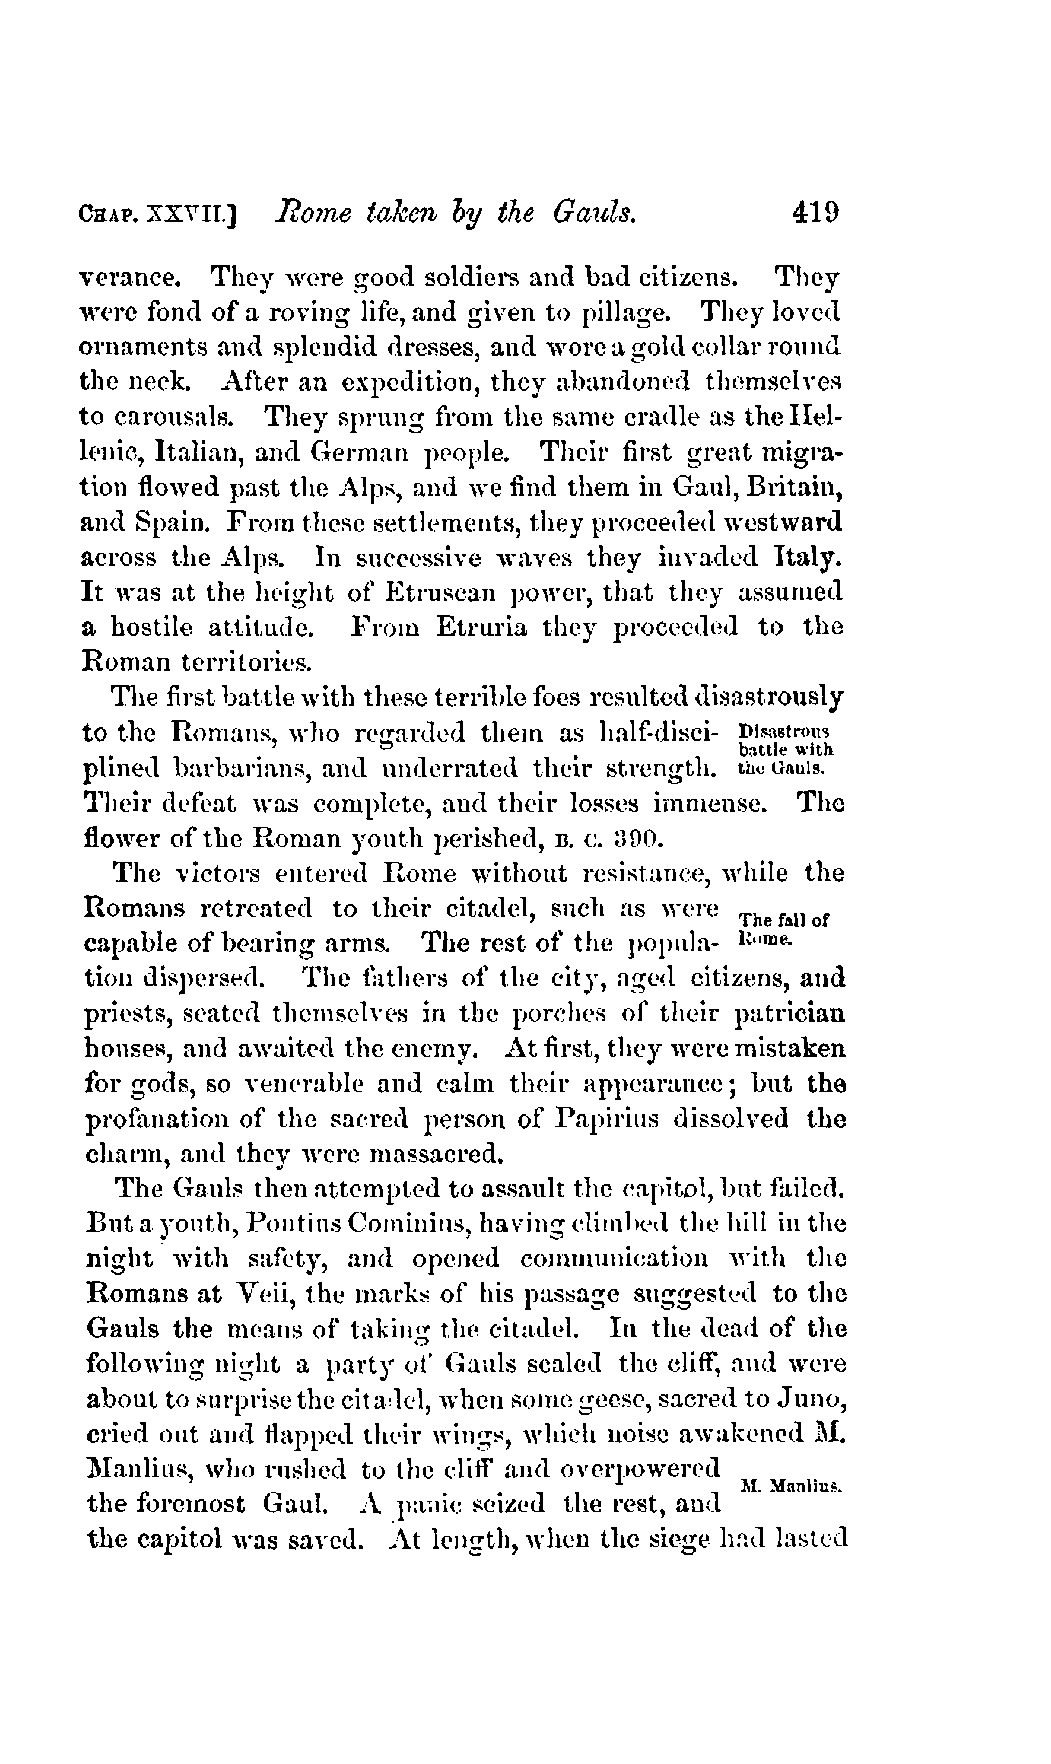 CHAP. XXVII.] Rome taken by the Gauls. 419
verance. They were good soldiers and bad citizens. They
were fond of a roving life, and given to pillage. They loved
ornaments and splendid dresses, and wore a gold collar round
the neck. After an expedition, they abandoned themselves
to carousals. They sprung from the same cradle as the Hel-
lenic, Italian, and German people. Their first great migra-
tion flowed past the Alps, and we find them in Gaul, Britain,
and Spain. From these settlements, they proceeded westward
across the Alps. In successive waves they invaded Italy.
It was at the height of Etruscan power, that they assumed
a hostile attitude. From Etruria they proceeded to the
Roman territories.
The first battle with these terrible foes resulted disastrously
to the Romans, who regarded them as half-disci-
plined barbarians, and underrated their strength.
Disastrous
battle with
the Gauls.
Their defeat was complete, and their losses immense. The
flower of the Roman youth perished, B. C. 390.
The victors entered Rome without resistance, while the
Romans retreated to their citadel, such as were
capable of bearing arms. The rest of the popula-
The fall of
Rome.
tion dispersed. The fathers of the city, aged citizens, and
priests, seated themselves in the porches of their patrician
houses, and awaited the enemy. At first, they were mistaken
for gods, so venerable and calm their appearance; but the
profanation of the sacred person of Papirius dissolved the
charm, and they were massacred.
The Gauls then attempted to assault the capitol, but failed.
But a youth, Pontius Cominius, having climbed the hill in the
night with safety, and opened communication with the
Romans at Veii, the marks of his passage suggested to the
Gauls the means of taking the citadel. In the dead of the
following night a party of Gauls scaled the cliff, and were
about to surprise the citadel, when some geese, sacred to Juno,
cried out and flapped their wings, which noise awakened M.
Manlius, who rushed to the cliff and overpowered
the foremost Gaul. A panic seized the rest, and
M. Manlius.
the capitol was saved. At length, when the siege had lasted